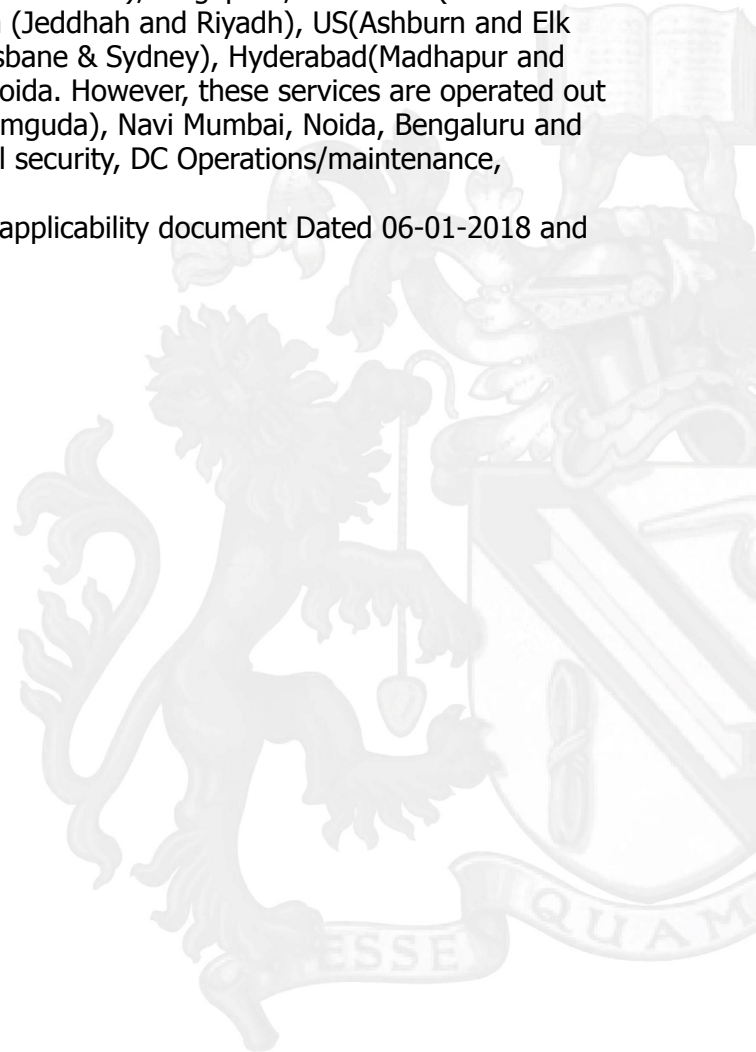 (Jeddhah and Riyadh), US(Ashburn and Elk
sbane & Sydney), Hyderabad(Madhapur and
oida. However, these services are operated out
mguda), Navi Mumbai, Noida, Bengaluru and
l security, DC Operations/maintenance,
applicability document Dated 06-01-2018 and
ESSE
QUAM